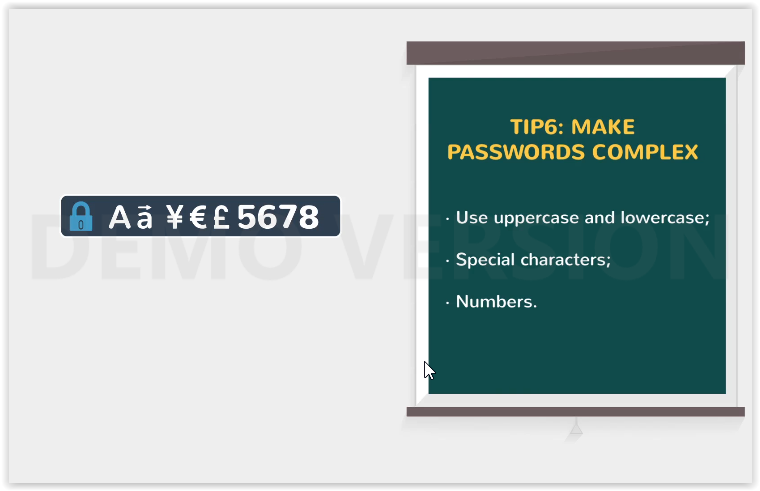 Aa⃗ ¥€£5678
TIP6: MAKE
PASSWORDS COMPLEX
· Use uppercase and lowercase;
· Special characters;
· Numbers.
DEMO VERSION